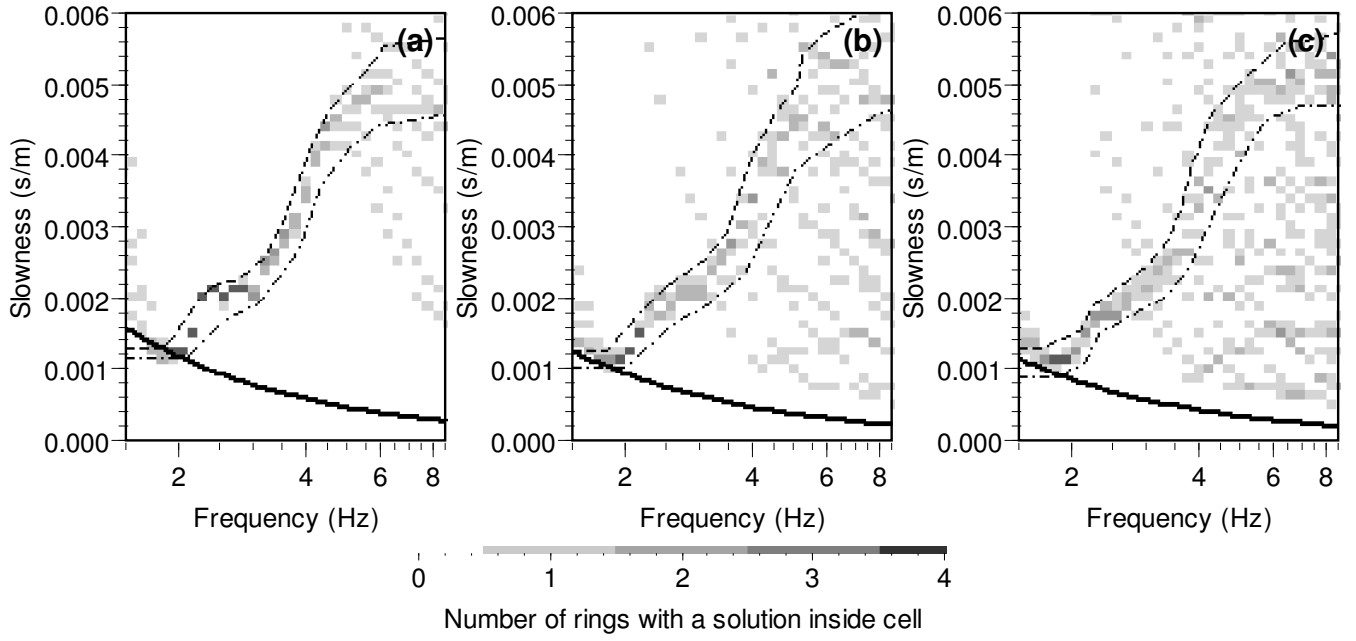 0.006
0.005
0.004
0.003
0.002
0.001
0.000
Slowness (s/m)
(a)
2 4 6 8
Frequency (Hz)
0.006
0.005
0.004
0.003
0.002
0.001
0.000
Slowness (s/m)
(b)
2 4 6 8
Frequency (Hz)
0.006
0.005
0.004
0.003
0.002
0.001
0.000
Slowness (s/m)
(c)
2 4 6 8
Frequency (Hz)
0 1 2 3 4
Number of rings with a solution inside cell